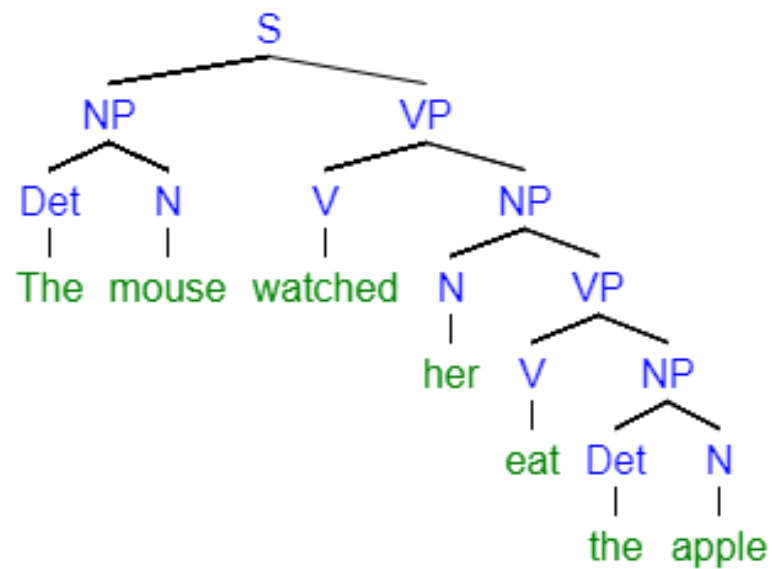 S
NP VP
Det N V NP
The mouse watched N VP
her V NP
eat Det N
the apple